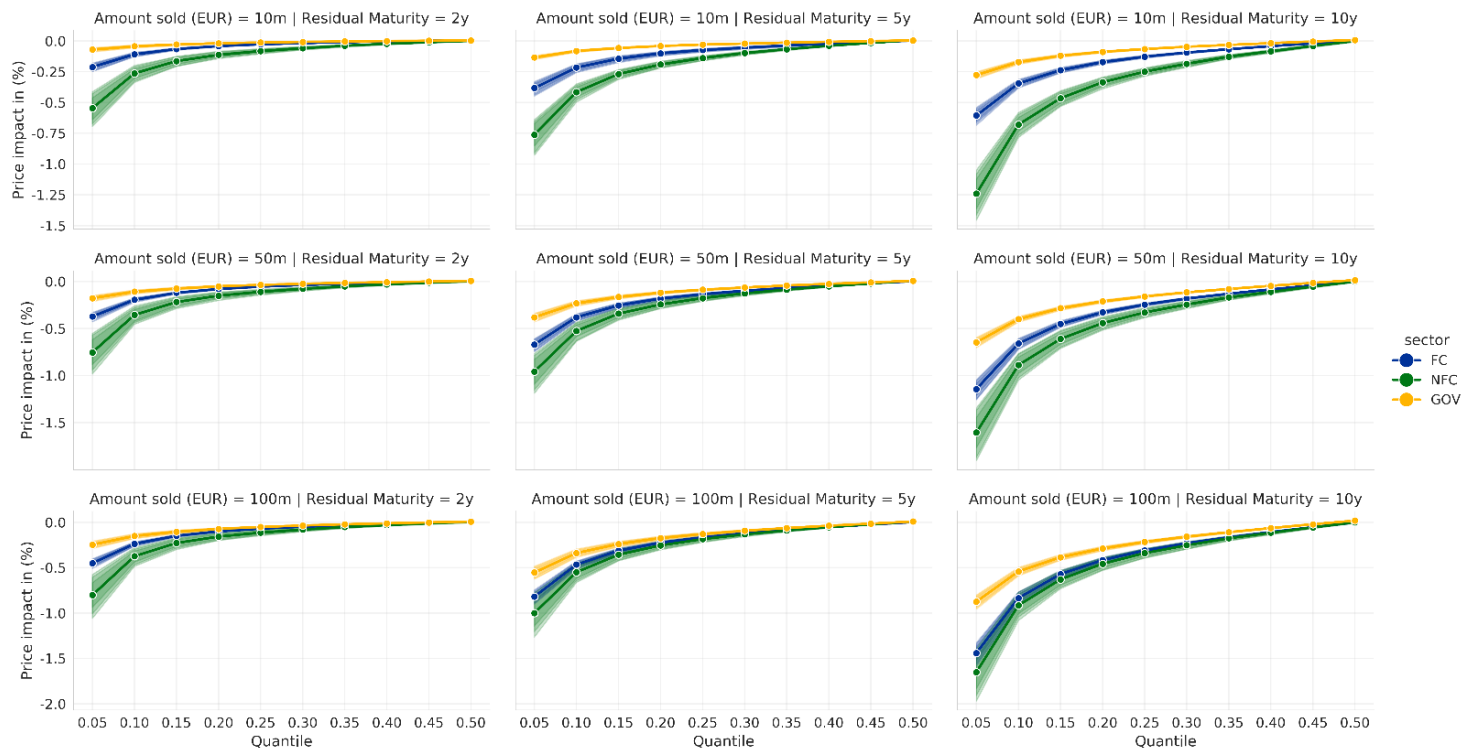 Amount sold (EUR) = 10m | Residual Maturity = 2y
Amount sold (EUR) = 10m | Residual Maturity = 5y
Amount sold (EUR) = 10m | Residual Maturity = 10y
Price impact in (%)
0.0
-0.25
-0.5
-0.75
-1.0
-1.25
-1.5
Amount sold (EUR) = 50m | Residual Maturity = 2y
Amount sold (EUR) = 50m | Residual Maturity = 5y
Amount sold (EUR) = 50m | Residual Maturity = 10y
Price impact in (%)
0.0
-0.5
-1.0
-1.5
sector
FC
NFC
GOV
Amount sold (EUR) = 100m | Residual Maturity = 2y
Amount sold (EUR) = 100m | Residual Maturity = 5y
Amount sold (EUR) = 100m | Residual Maturity = 10y
Price impact in (%)
0.0
-0.5
-1.0
-1.5
-2.0
0.05 0.10 0.15 0.20 0.25 0.30 0.35 0.40 0.45 0.50
Quantile
0.05 0.10 0.15 0.20 0.25 0.30 0.35 0.40 0.45 0.50
Quantile
0.05 0.10 0.15 0.20 0.25 0.30 0.35 0.40 0.45 0.50
Quantile